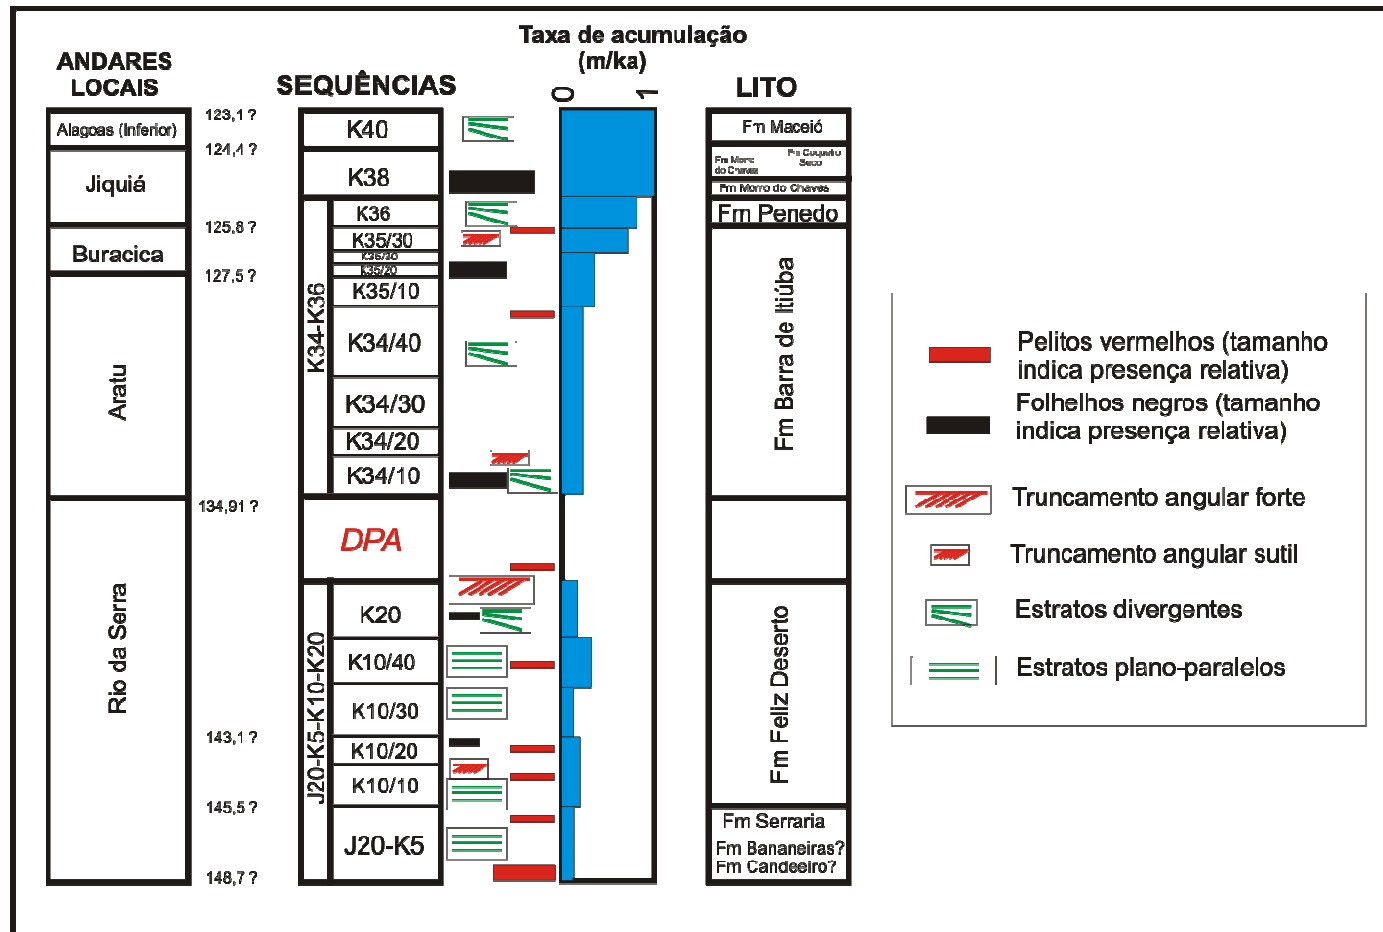 Taxa de acumulação
(m/ka)
ANDARES
LOCAIS
SEQUÊNCIAS
0
1
LITO
Alagoas (Inferior)
Jiquiá
Buracica
Aratu
Rio da Serra
123,1 ?
124,4 ?
125,8 ?
127,5 ?
134,91 ?
143,1 ?
145,5 ?
148,7 ?
K40
K38
K34-K36
K36
K35/30
K35/20
K35/10
K34/40
K34/30
K34/20
K34/10
DPA
J20-K5-K10-K20
K20
K10/40
K10/30
K10/20
K10/10
J20-K5
Fm Maceió
Fm Morro
do Chaves
Fm Coqueiro
Seco
Fm Morro do Chaves
Fm Penedo
Fm Barra de Itiúba
Fm Feliz Deserto
Fm Serraria
Fm Bananeiras?
Fm Candeeiro?
Pelitos vermelhos (tamanho
indica presença relativa)
Folhelhos negros (tamanho
indica presença relativa)
Truncamento angular forte
Truncamento angular sutil
Estratos divergentes
Estratos plano-paralelos